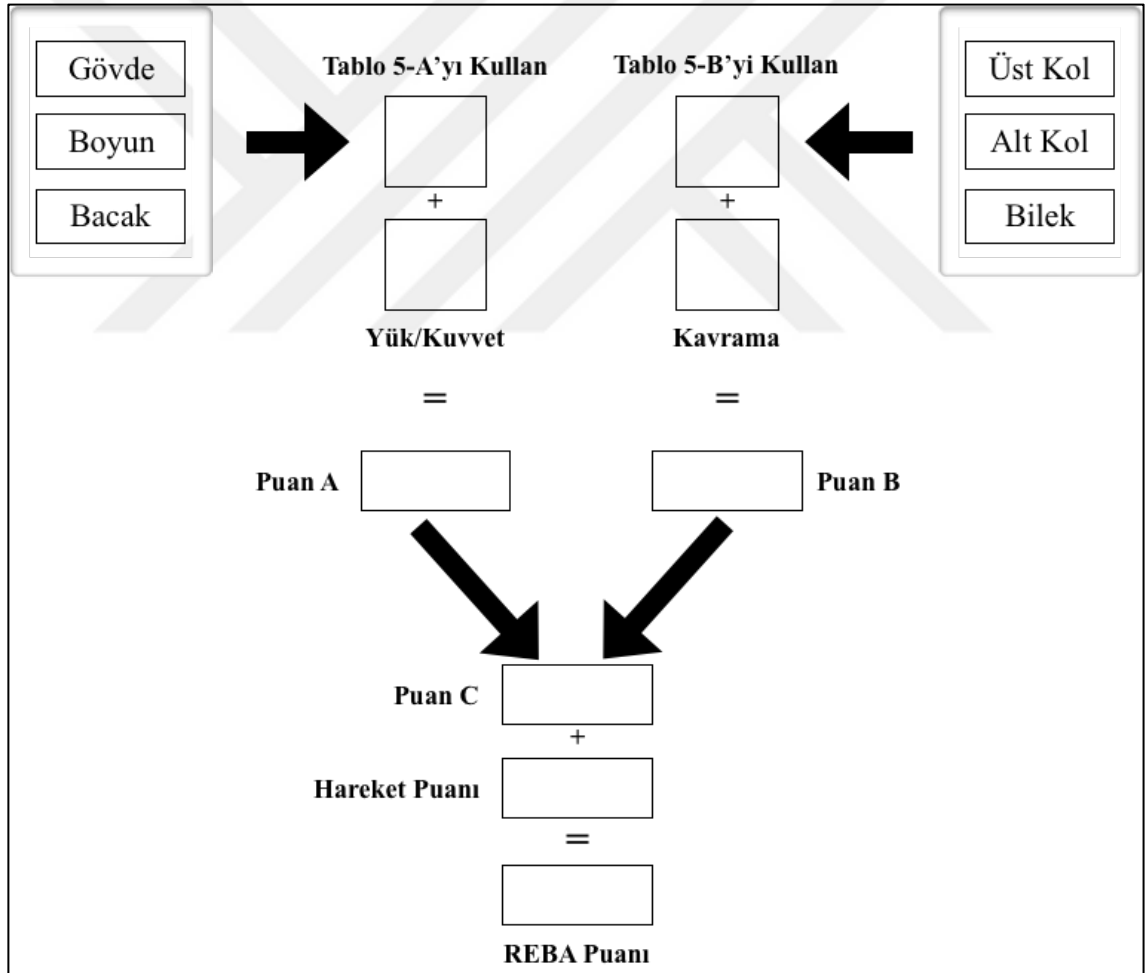 Gövde
Boyun
Bacak
Tablo 5-A’yı Kullan
+
Yük/Kuvvet
=
Puan A
Tablo 5-B’yi Kullan
+
Kavrama
=
Puan B
Üst Kol
Alt Kol
Bilek
Puan C
+
Hareket Puanı
=
REBA Puanı